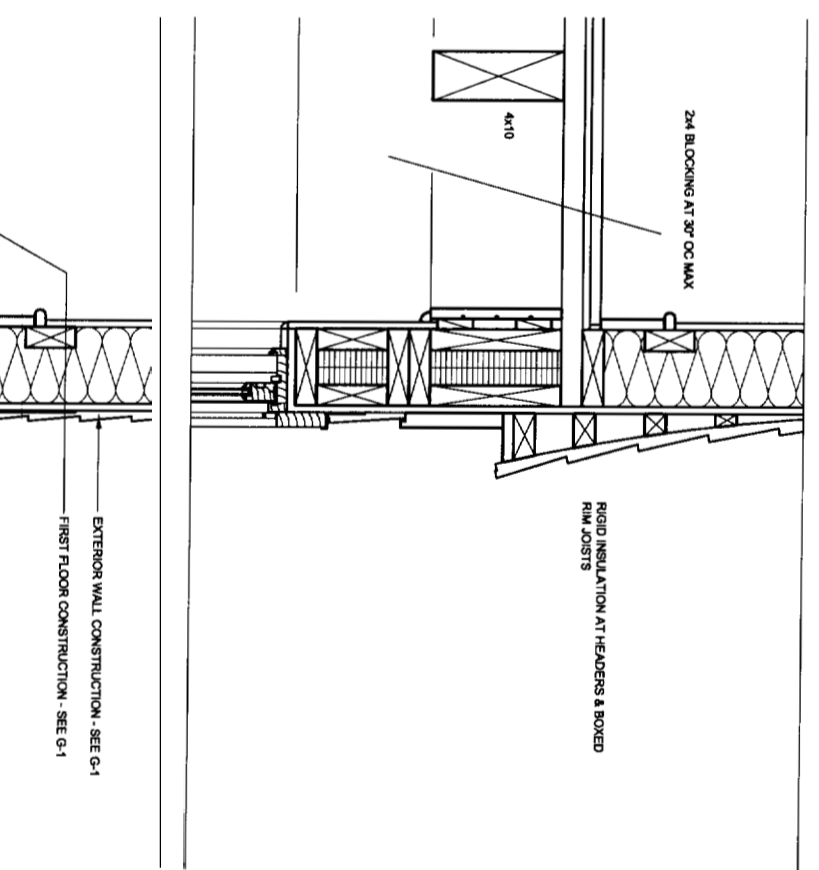 2x4 BLOCKING AT 30" OC MAX
4x10
RIGID INSULATION AT HEADERS & BOXED
RIM JOISTS
EXTERIOR WALL CONSTRUCTION - SEE G-1
FIRST FLOOR CONSTRUCTION - SEE G-1